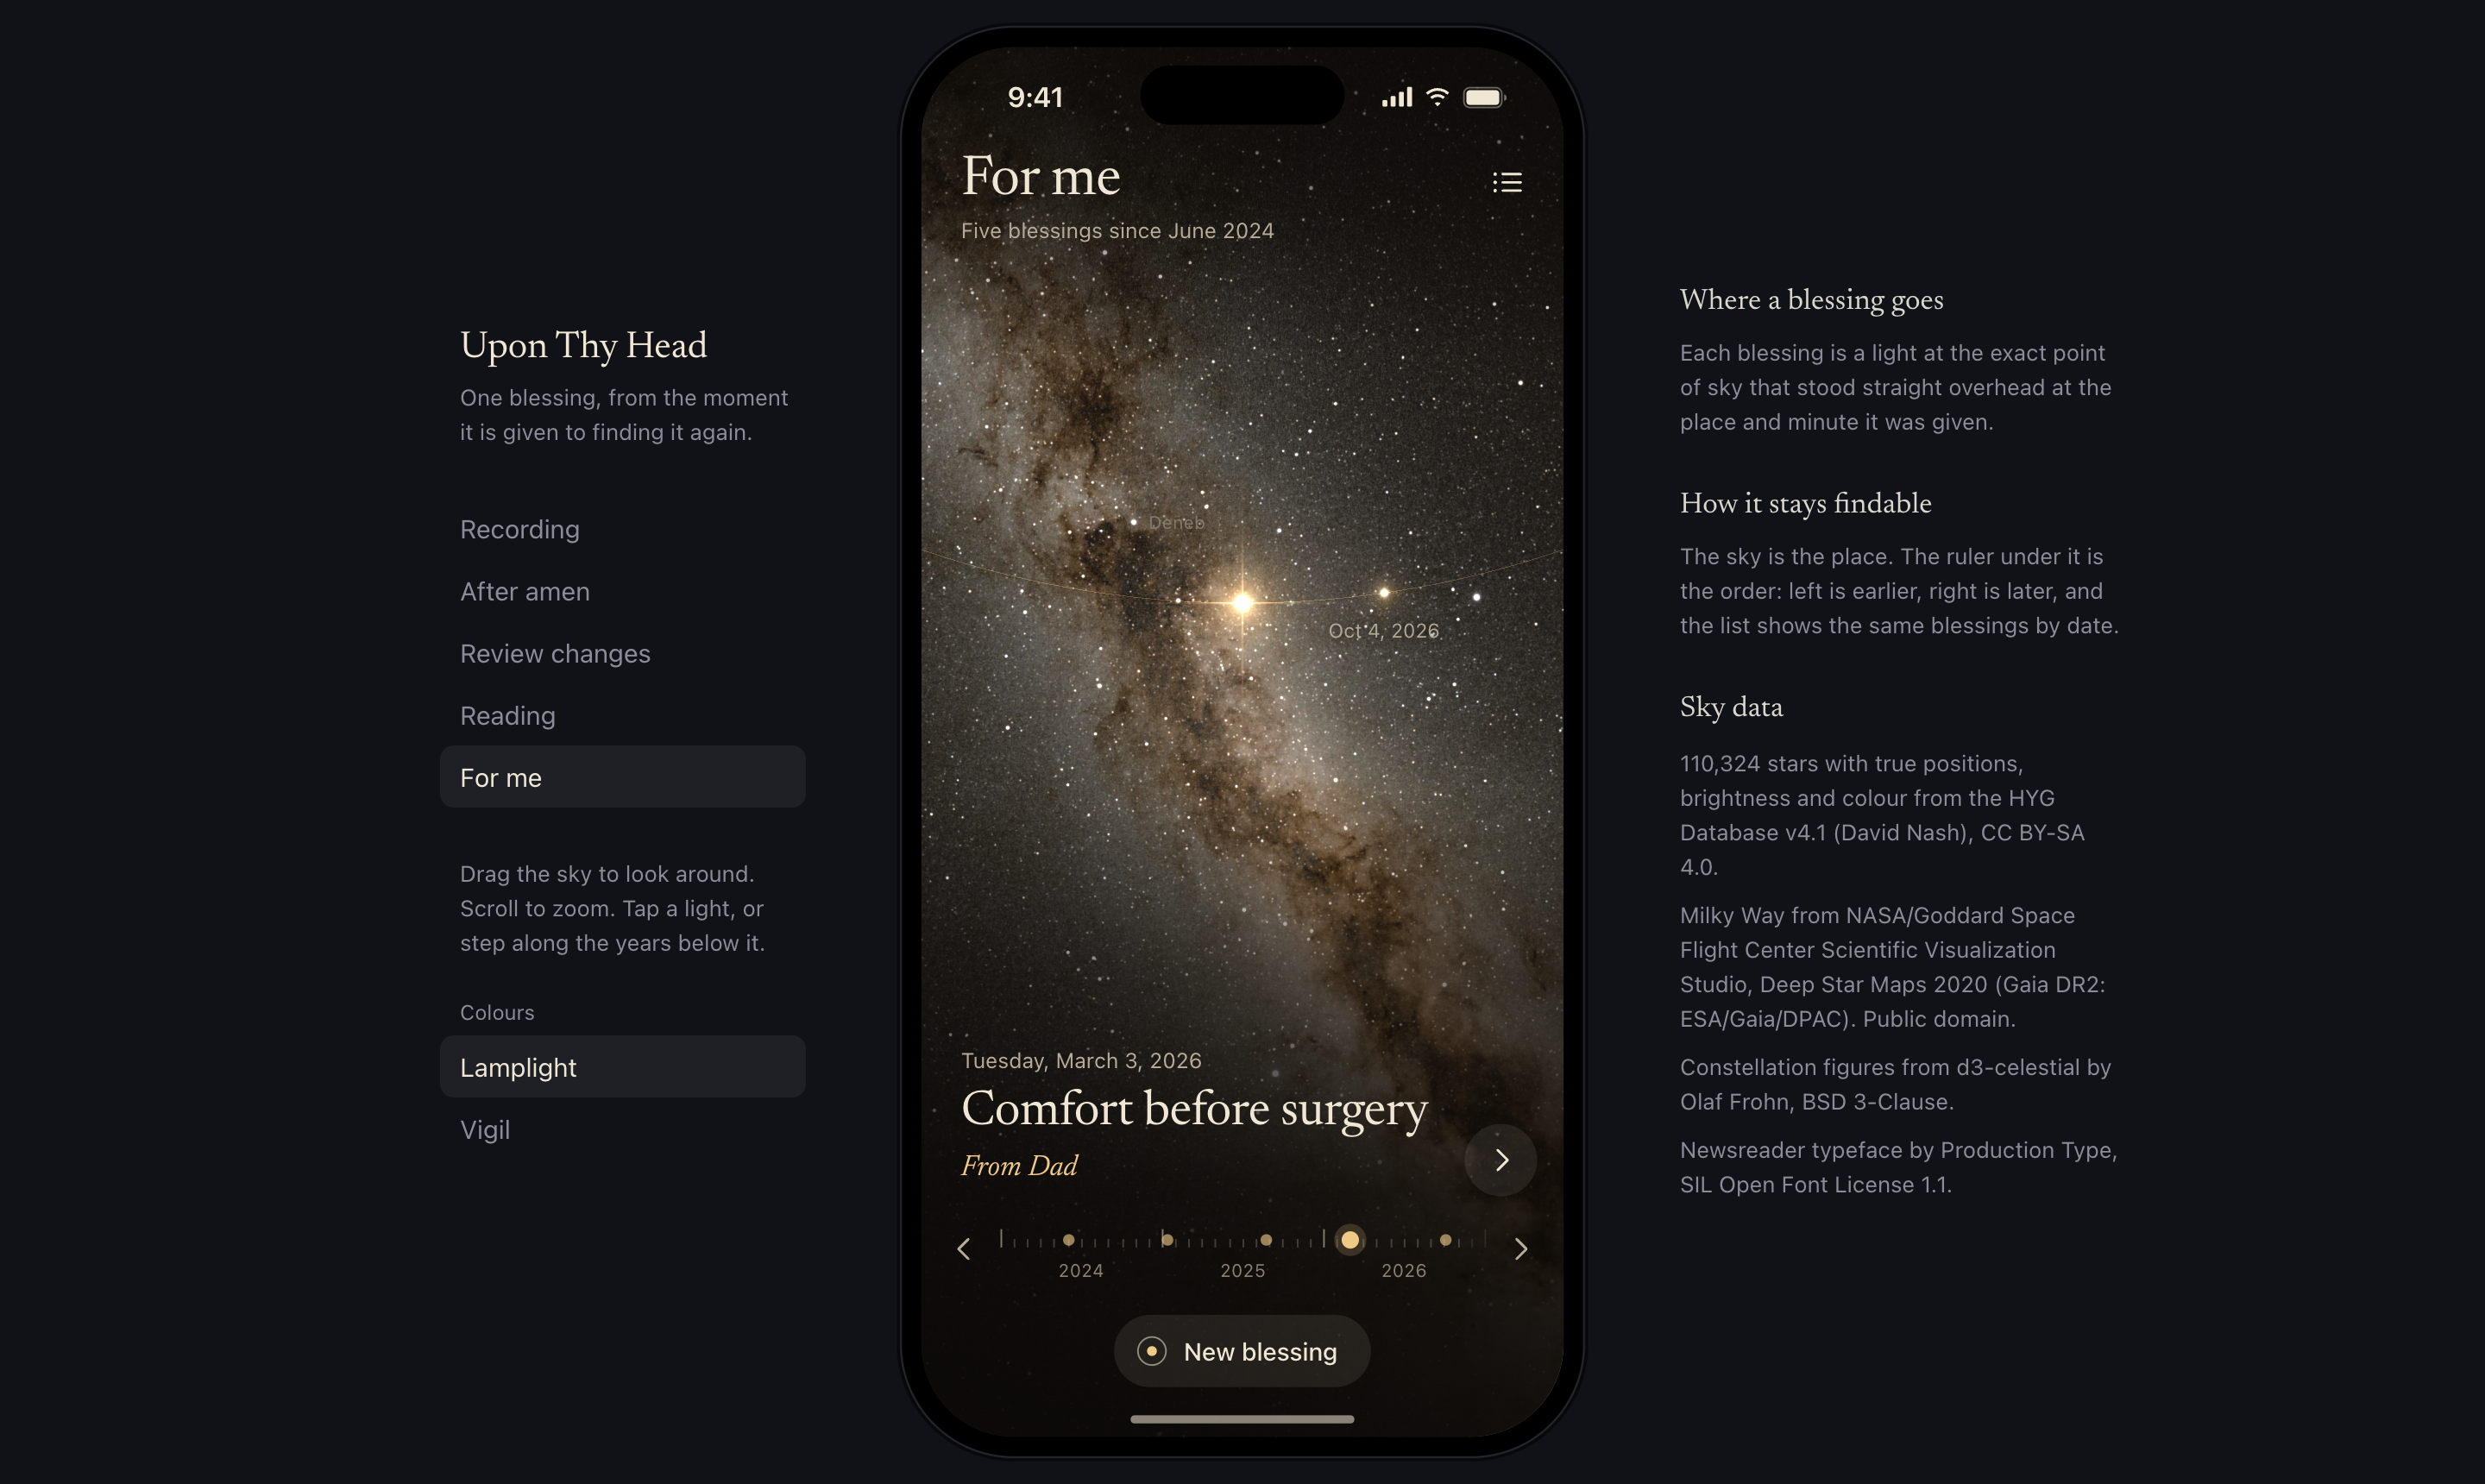 Upon Thy Head
One blessing, from the moment
it is given to finding it again.
Recording
After amen
Review changes
Reading
For me
Drag the sky to look around.
Scroll to zoom. Tap a light, or
step along the years below it.
Colours
Lamplight
Vigil
9:41
For me
Five blessings since June 2024
Deneb
Oct 4, 2026
Tuesday, March 3, 2026
Comfort before surgery
From Dad
2024 2025 2026
New blessing
Where a blessing goes
Each blessing is a light at the exact point
of sky that stood straight overhead at the
place and minute it was given.
How it stays findable
The sky is the place. The ruler under it is
the order: left is earlier, right is later, and
the list shows the same blessings by date.
Sky data
110,324 stars with true positions,
brightness and colour from the HYG
Database v4.1 (David Nash), CC BY-SA
4.0.
Milky Way from NASA/Goddard Space
Flight Center Scientific Visualization
Studio, Deep Star Maps 2020 (Gaia DR2:
ESA/Gaia/DPAC). Public domain.
Constellation figures from d3-celestial by
Olaf Frohn, BSD 3-Clause.
Newsreader typeface by Production Type,
SIL Open Font License 1.1.